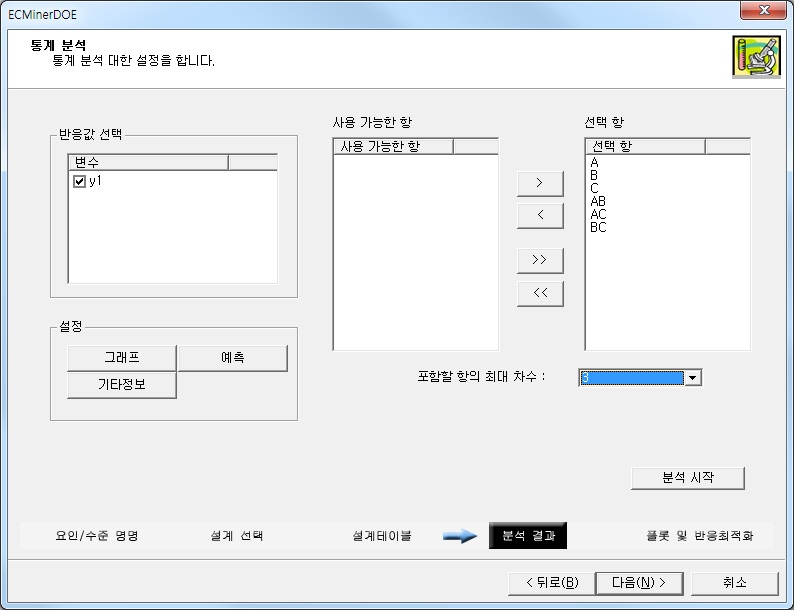 ECMinerDOE
통계 분석
통계 분석 대한 설정을 합니다.
반응값 선택
변수
y1
설정
그래프
예측
기타정보
사용 가능한 항
사용 가능한 항
>
<
>>
<<
선택 항
선택 항
A
B
C
AB
AC
BC
포함할 항의 최대 차수 :
3
분석 시작
요인/수준 명명
설계 선택
설계테이블
분석 결과
플롯 및 반응최적화
< 뒤로(B)
다음(N) >
취소